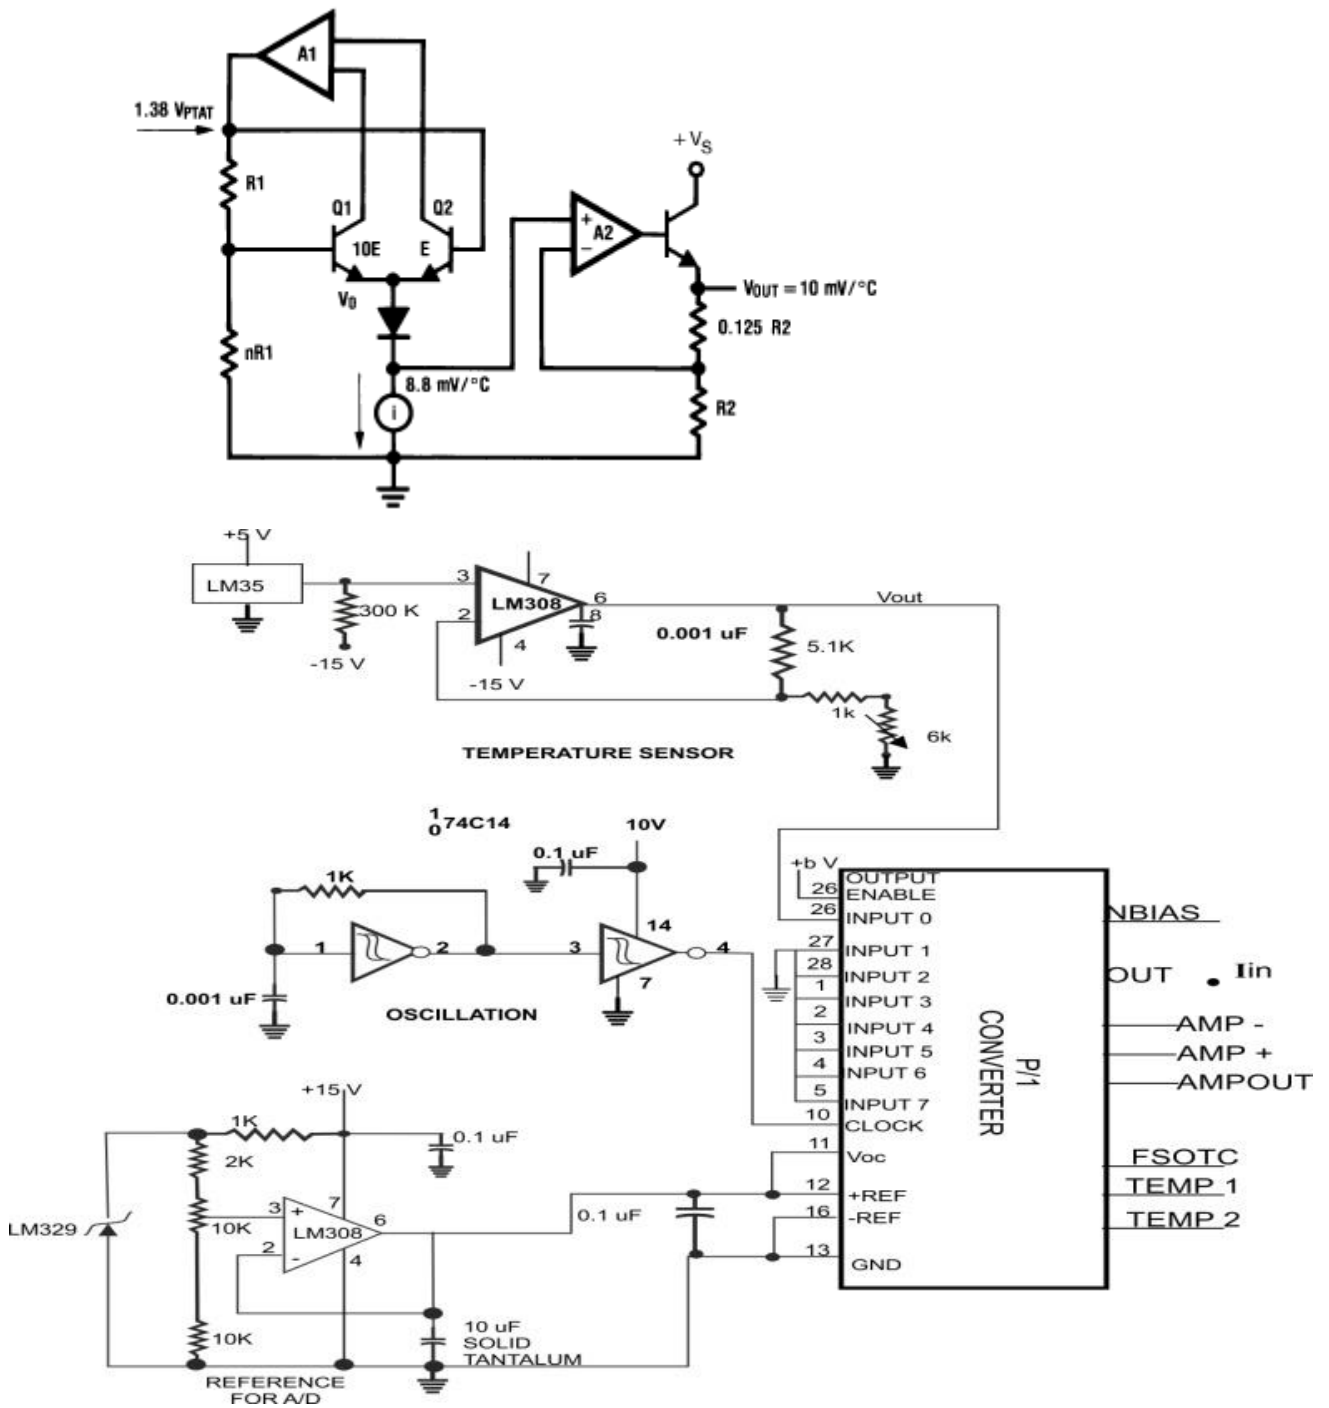 A1
1.38 VPTAT
+VS
R1
Q1
Q2
10E
E
+
A2
−
VO
VOUT = 10 mV/°C
0.125 R2
nR1
8.8 mV/°C
i
R2
+5 V
LM35
300 K
-15 V
3
2
7
LM308
6
8
4
-15 V
0.001 uF
Vout
5.1K
1k
6k
TEMPERATURE SENSOR
1
0 74C14
10V
0.1 uF
1K
1
2
3
14
4
7
0.001 uF
OSCILLATION
+b V
OUTPUT
26 ENABLE
26 INPUT 0
27 INPUT 1
28 INPUT 2
1 INPUT 3
2 INPUT 4
3 INPUT 5
4 NPUT 6
5 INPUT 7
10 CLOCK
11 Voc
12 +REF
16 -REF
13 GND
P/1
CONVERTER
NBIAS
OUT
Iin
AMP -
AMP +
AMPOUT
FSOTC
TEMP 1
TEMP 2
+15 V
1K
0.1 uF
2K
LM329
10K
3
+
7
LM308
6
2
-
4
0.1 uF
10K
10 uF
SOLID
TANTALUM
REFERENCE
FOR A/D